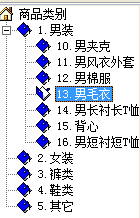 商品类别
1. 男装
10. 男夹克
11. 男风衣外套
12. 男棉服
13. 男毛衣
14. 男长衬长T恤
15. 背心
16. 男短衬短T恤
2. 女装
3. 裤类
4. 鞋类
5. 其它